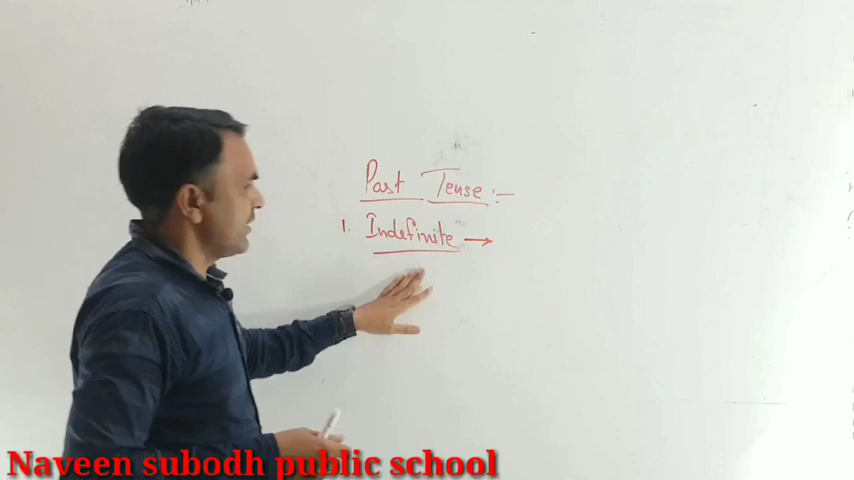 Past Tense :-
1. Indefinite →
Naveen subodh public school